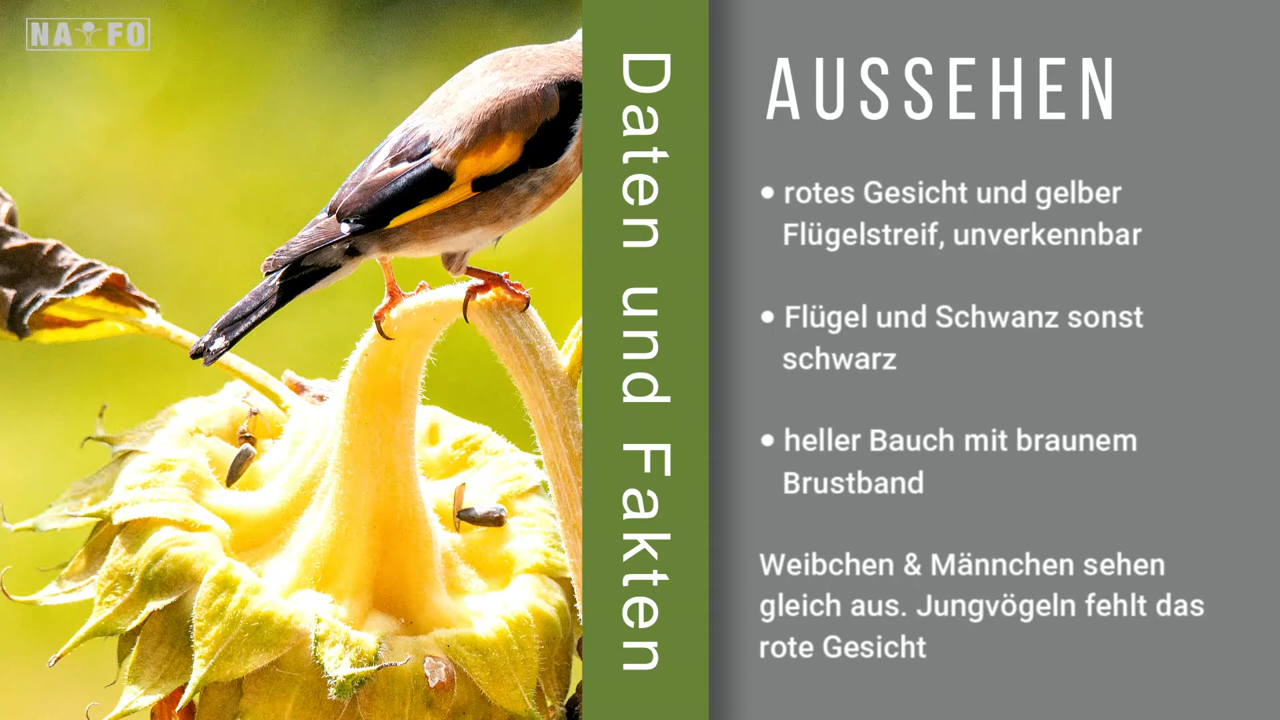 NA FO
Daten und Fakten
AUSSEHEN
• rotes Gesicht und gelber
Flügelstreif, unverkennbar
• Flügel und Schwanz sonst
schwarz
• heller Bauch mit braunem
Brustband
Weibchen & Männchen sehen
gleich aus. Jungvögeln fehlt das
rote Gesicht